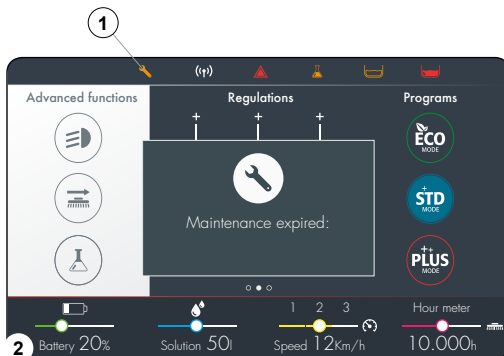 1
Advanced functions
Regulations
Programs
+ + +
ECO
MODE
+
STD
MODE
++
PLUS
MODE
Maintenance expired:
1 2 3
Hour meter
2
Battery 20%
Solution 50l
Speed 12Km/h
10.000h